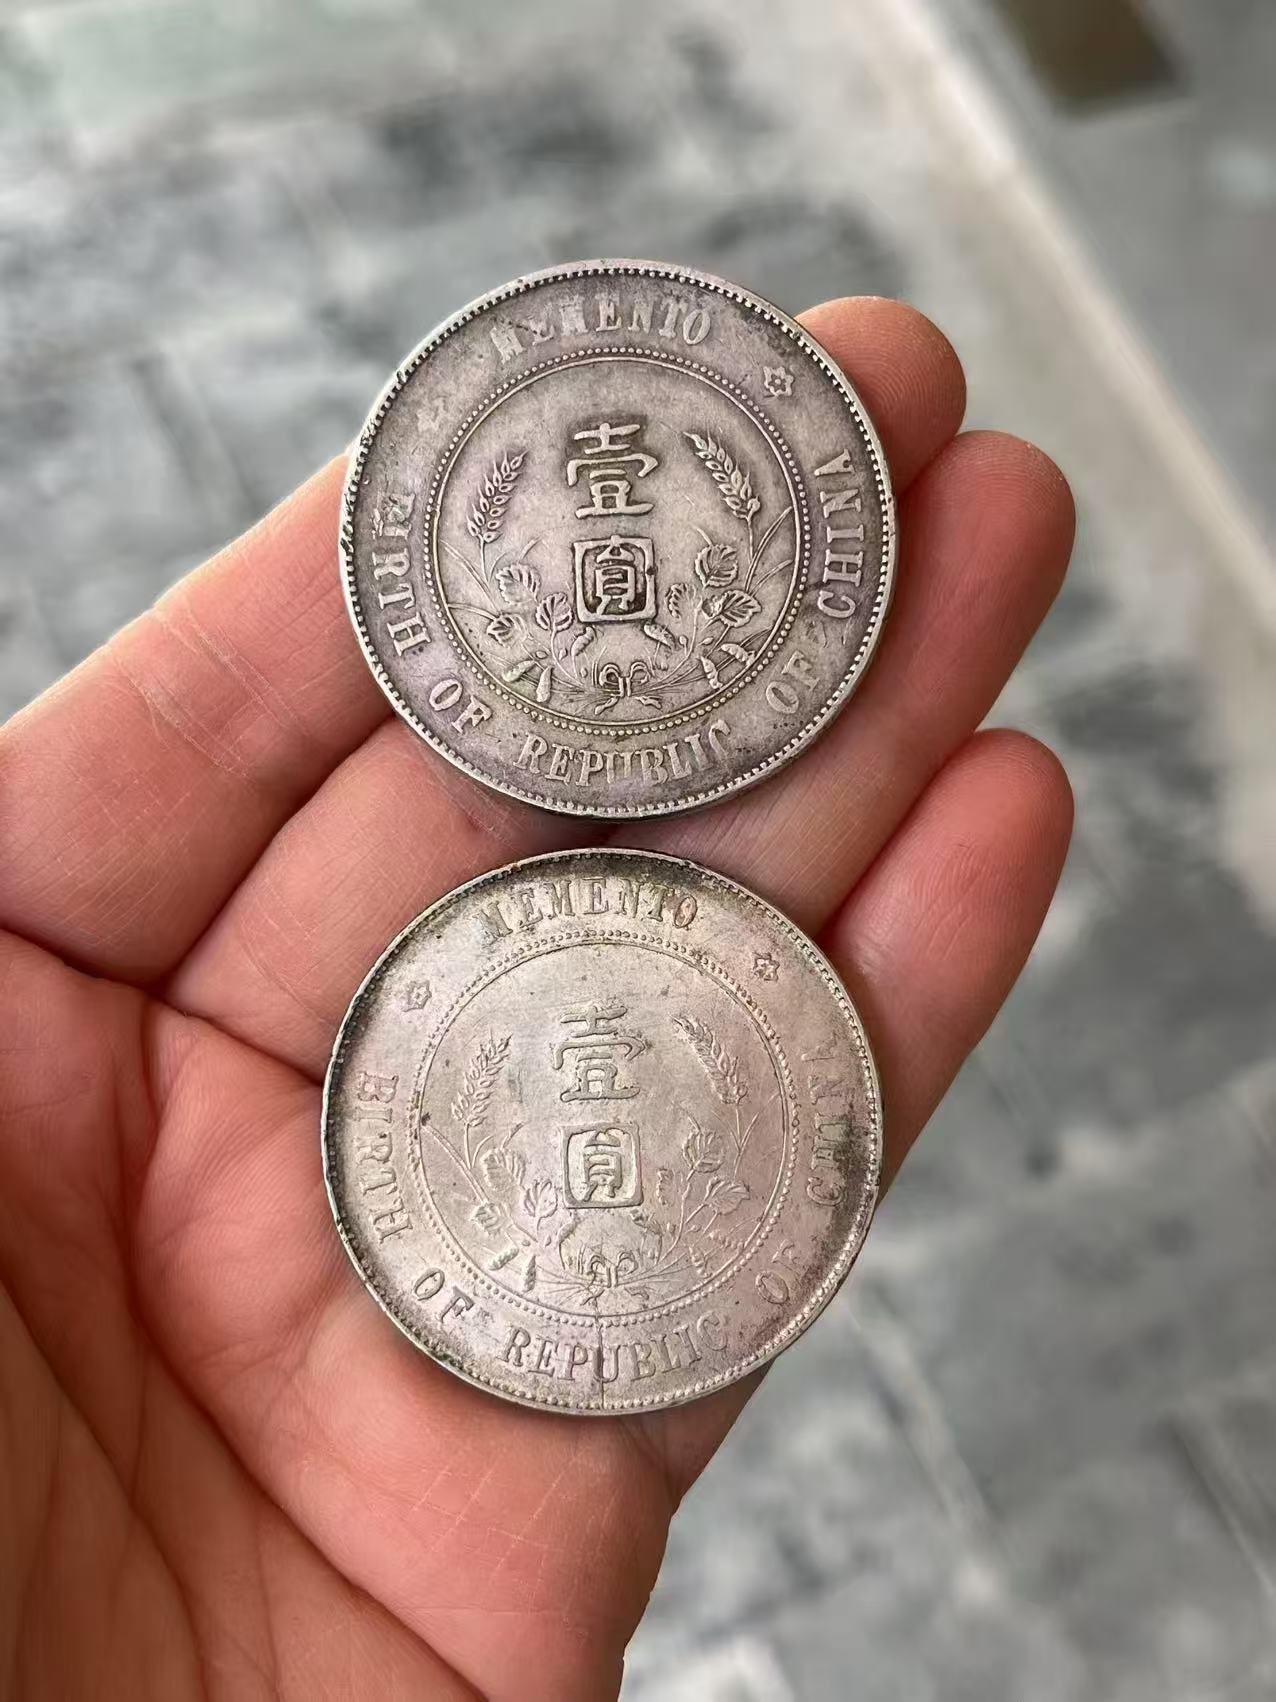 MEMENTO
BIRTH OF REPUBLIC OF CHINA
壹
圓
MEMENTO
BIRTH OF REPUBLIC OF CHINA
壹
圓